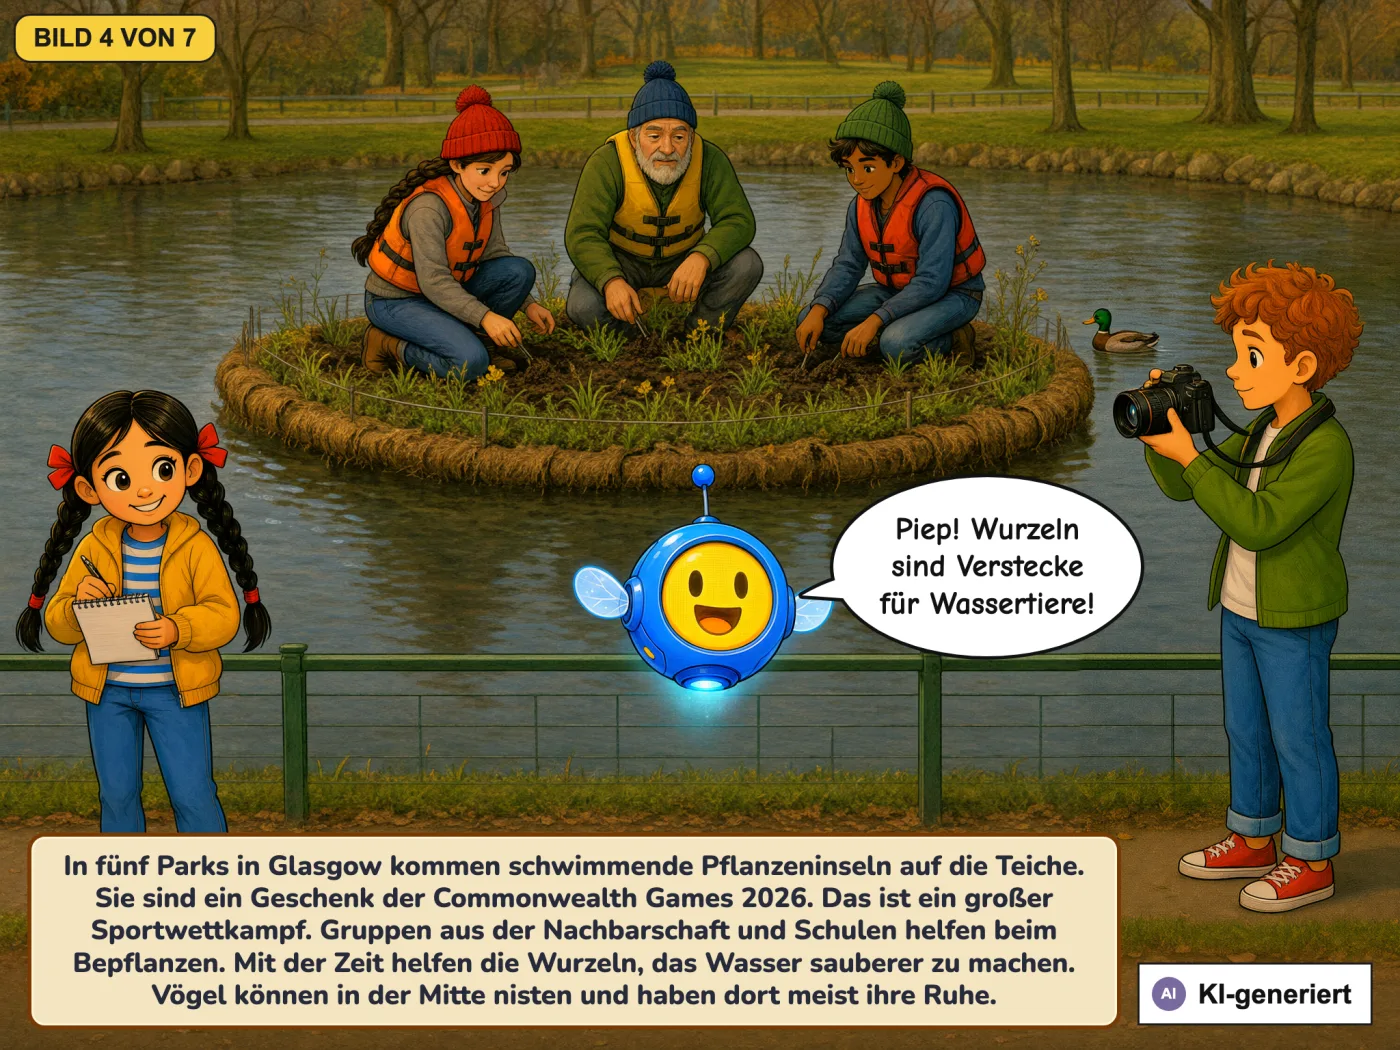 BILD 4 VON 7
Piep! Wurzeln
sind Verstecke
für Wassertiere!
In fünf Parks in Glasgow kommen schwimmende Pflanzeninseln auf die Teiche.
Sie sind ein Geschenk der Commonwealth Games 2026. Das ist ein großer
Sportwettkampf. Gruppen aus der Nachbarschaft und Schulen helfen beim
Bepflanzen. Mit der Zeit helfen die Wurzeln, das Wasser sauberer zu machen.
Vögel können in der Mitte nisten und haben dort meist ihre Ruhe.
AI KI-generiert